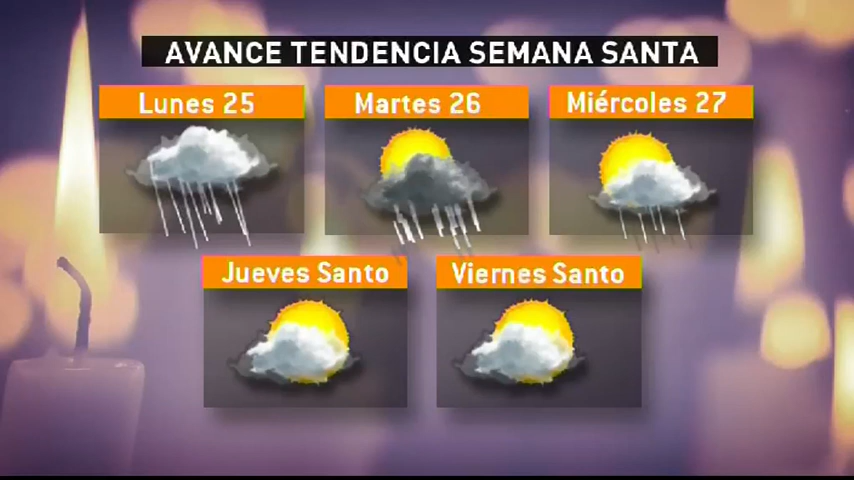 AVANCE TENDENCIA SEMANA SANTA
Lunes 25
Martes 26
Miércoles 27
Jueves Santo
Viernes Santo